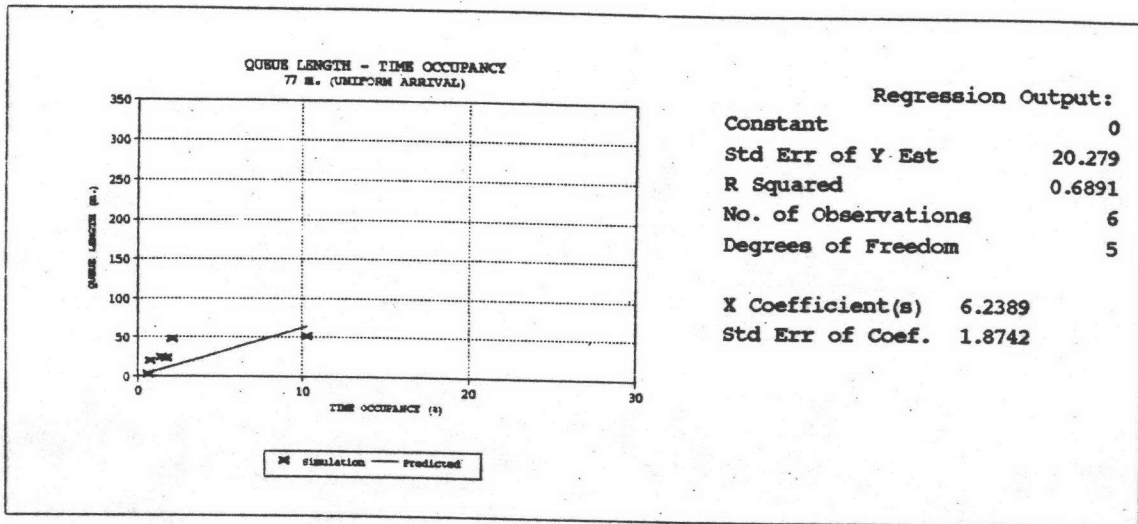 QUEUE LENGTH - TIME OCCUPANCY
77 m. (UNIFORM ARRIVAL)
350
300
250
200
150
100
50
0
QUEUE LENGTH (m.)
0
10
20
30
TIME OCCUPANCY (%)
Simulation
Predicted
Regression Output:
Constant 0
Std Err of Y Est 20.279
R Squared 0.6891
No. of Observations 6
Degrees of Freedom 5
X Coefficient(s) 6.2389
Std Err of Coef. 1.8742